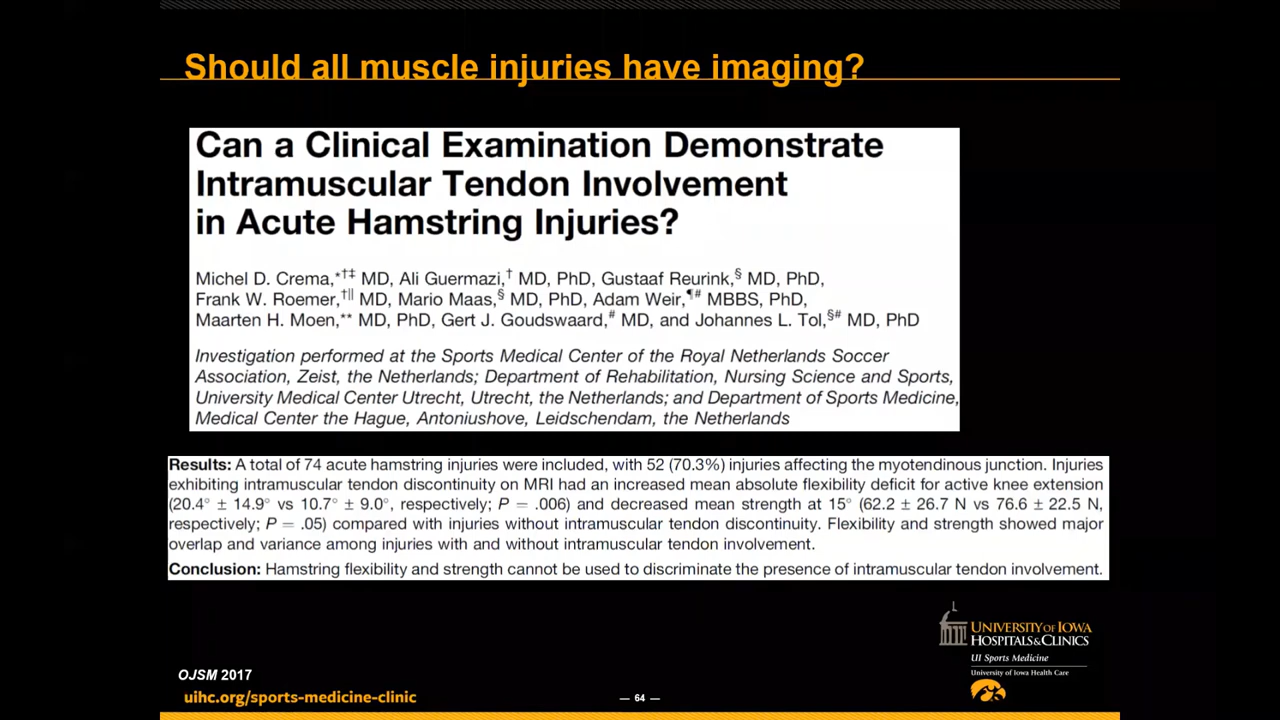 Should all muscle injuries have imaging?
Can a Clinical Examination Demonstrate
Intramuscular Tendon Involvement
in Acute Hamstring Injuries?
Michel D. Crema,*†‡ MD, Ali Guermazi,† MD, PhD, Gustaaf Reurink,§ MD, PhD,
Frank W. Roemer,†|| MD, Mario Maas,§ MD, PhD, Adam Weir,¶# MBBS, PhD,
Maarten H. Moen,** MD, PhD, Gert J. Goudswaard,# MD, and Johannes L. Tol,§# MD, PhD
Investigation performed at the Sports Medical Center of the Royal Netherlands Soccer
Association, Zeist, the Netherlands; Department of Rehabilitation, Nursing Science and Sports,
University Medical Center Utrecht, Utrecht, the Netherlands; and Department of Sports Medicine,
Medical Center the Hague, Antoniushove, Leidschendam, the Netherlands
Results: A total of 74 acute hamstring injuries were included, with 52 (70.3%) injuries affecting the myotendinous junction. Injuries
exhibiting intramuscular tendon discontinuity on MRI had an increased mean absolute flexibility deficit for active knee extension
(20.4° ± 14.9° vs 10.7° ± 9.0°, respectively; P = .006) and decreased mean strength at 15° (62.2 ± 26.7 N vs 76.6 ± 22.5 N,
respectively; P = .05) compared with injuries without intramuscular tendon discontinuity. Flexibility and strength showed major
overlap and variance among injuries with and without intramuscular tendon involvement.
Conclusion: Hamstring flexibility and strength cannot be used to discriminate the presence of intramuscular tendon involvement.
UNIVERSITY OF IOWA
HOSPITALS & CLINICS
UI Sports Medicine
University of Iowa Health Care
OJSM 2017
uihc.org/sports-medicine-clinic
— 64 —